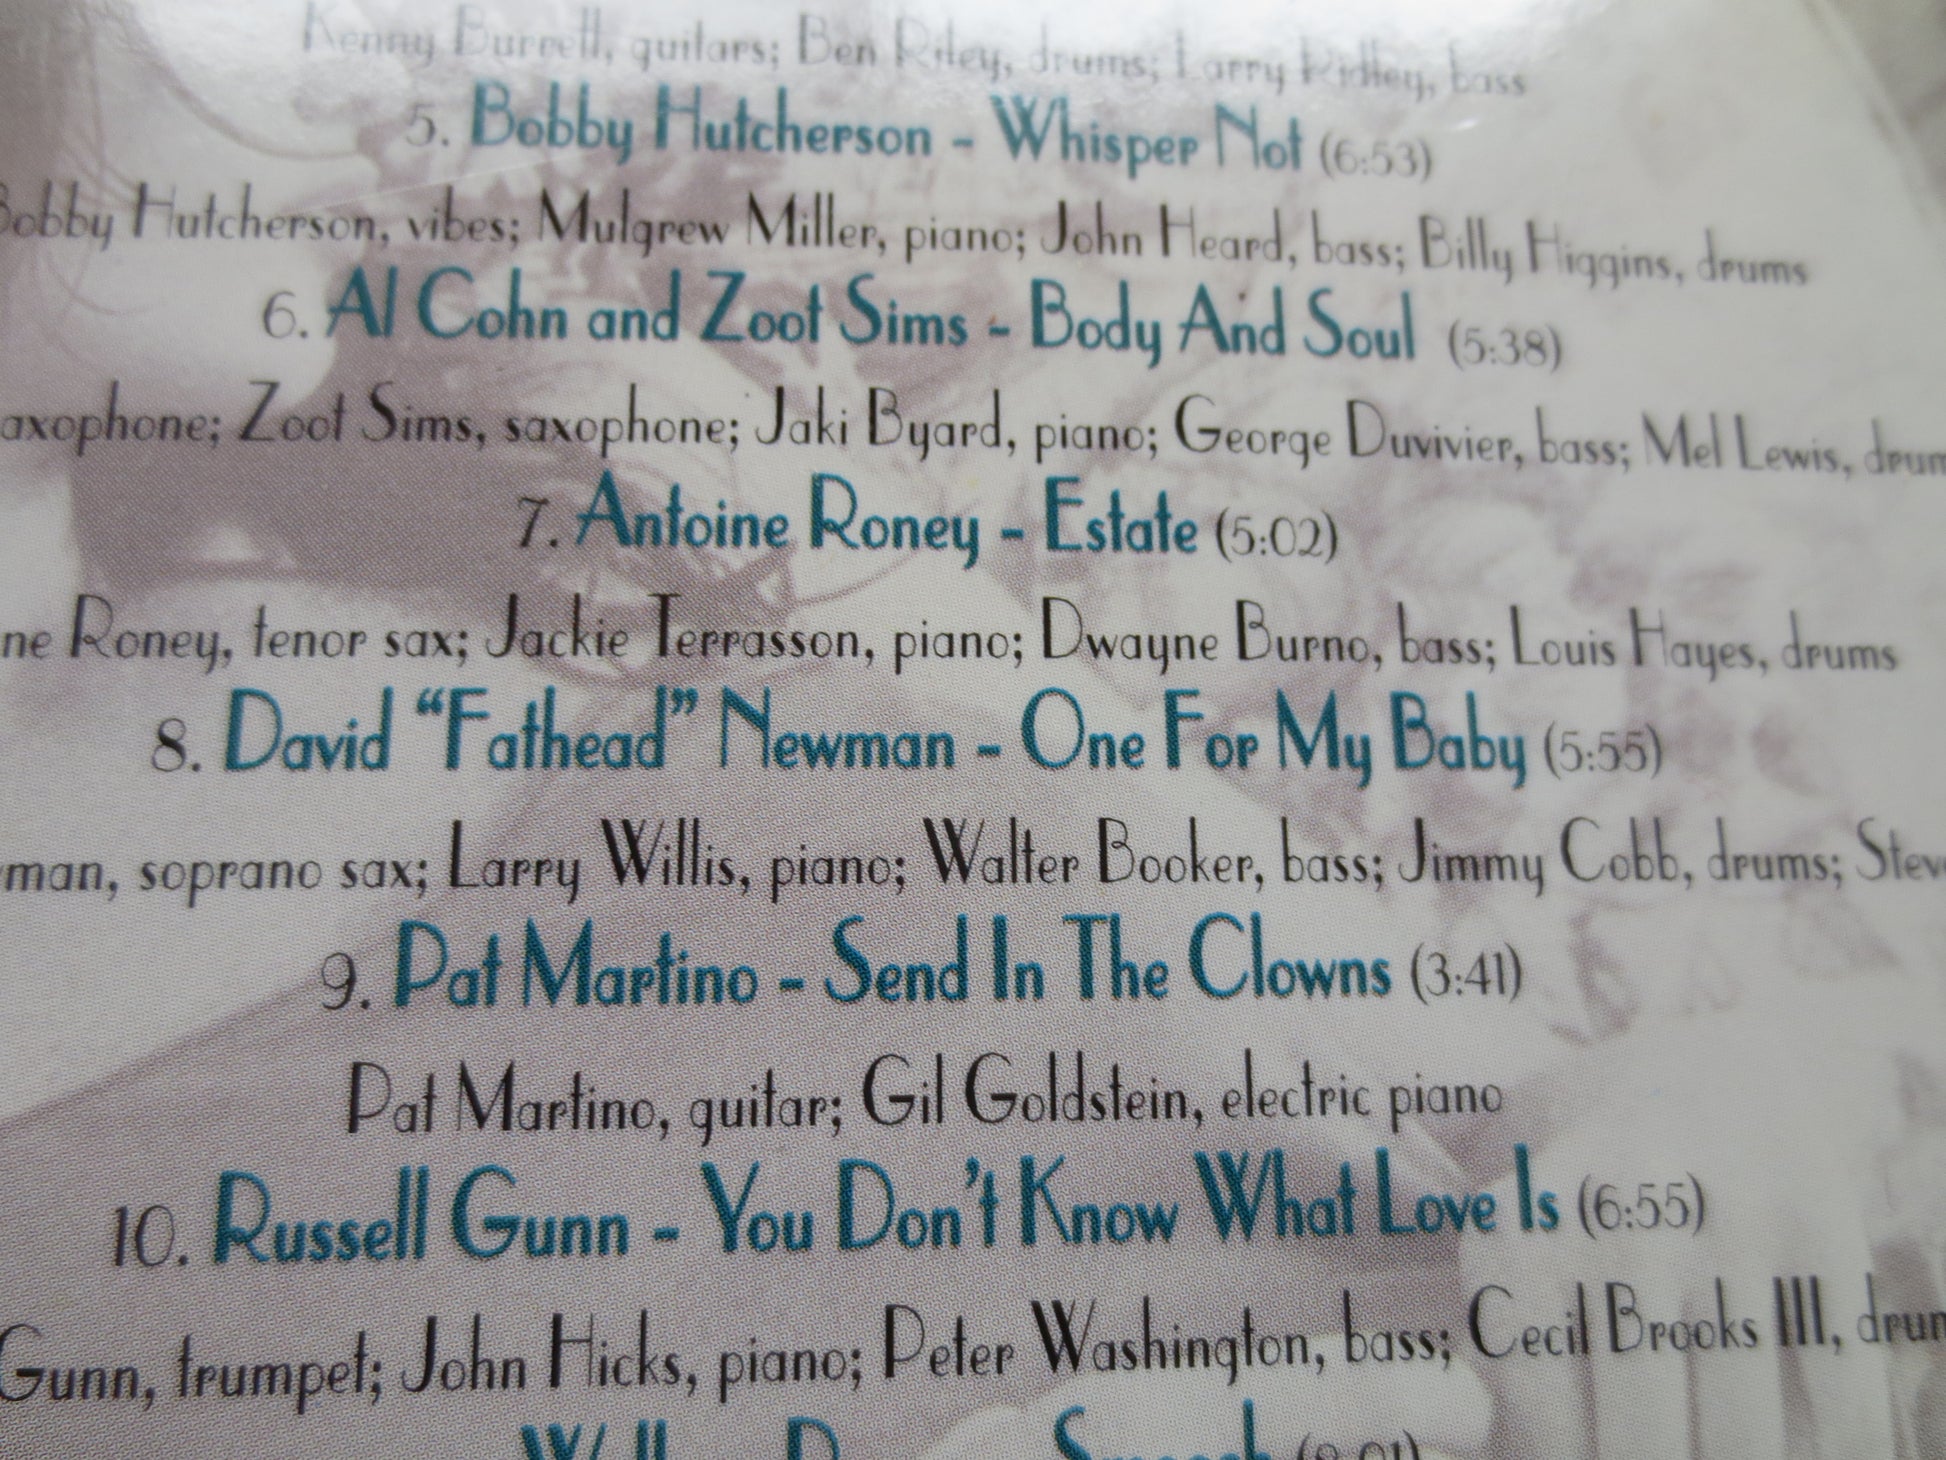 Kenny Burrell, guitars; Ben Riley, drums; Larry Ridley, bass
5. Bobby Hutcherson - Whisper Not (6:53)
Bobby Hutcherson, vibes; Mulgrew Miller, piano; John Heard, bass; Billy Higgins, drums
6. Al Cohn and Zoot Sims - Body And Soul (5:38)
axophone; Zoot Sims, saxophone; Jaki Byard, piano; George Duvivier, bass; Mel Lewis, drum
7. Antoine Roney - Estate (5:02)
ne Roney, tenor sax; Jackie Terrasson, piano; Dwayne Burno, bass; Louis Hayes, drums
8. David “Fathead” Newman - One For My Baby (5:55)
man, soprano sax; Larry Willis, piano; Walter Booker, bass; Jimmy Cobb, drums; Steve
9. Pat Martino - Send In The Clowns (3:41)
Pat Martino, guitar; Gil Goldstein, electric piano
10. Russell Gunn - You Don't Know What Love Is (6:55)
Gunn, trumpet; John Hicks, piano; Peter Washington, bass; Cecil Brooks III, drum